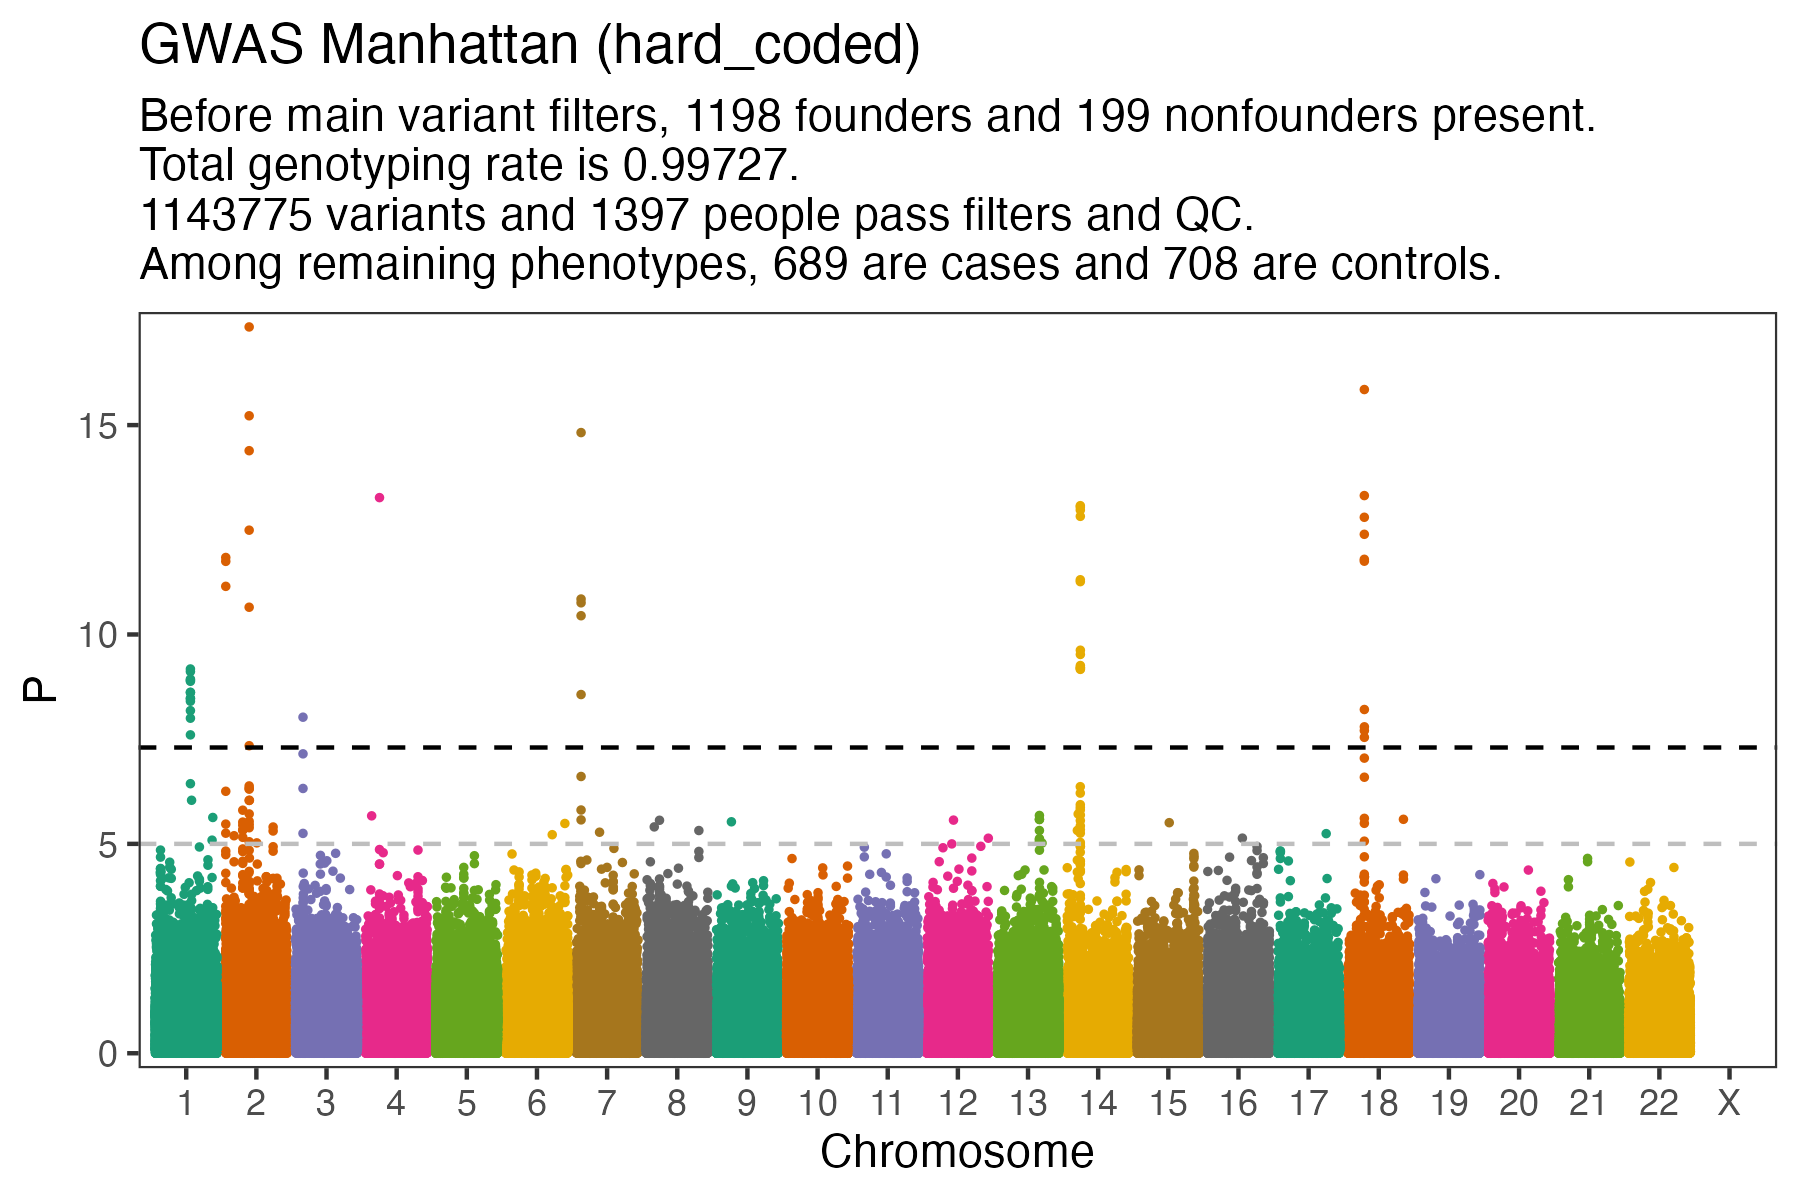 GWAS Manhattan (hard_coded)
Before main variant filters, 1198 founders and 199 nonfounders present.
Total genotyping rate is 0.99727.
1143775 variants and 1397 people pass filters and QC.
Among remaining phenotypes, 689 are cases and 708 are controls.
15
10
5
0
P
1 2 3 4 5 6 7 8 9 10 11 12 13 14 15 16 17 18 19 20 21 22 X
Chromosome